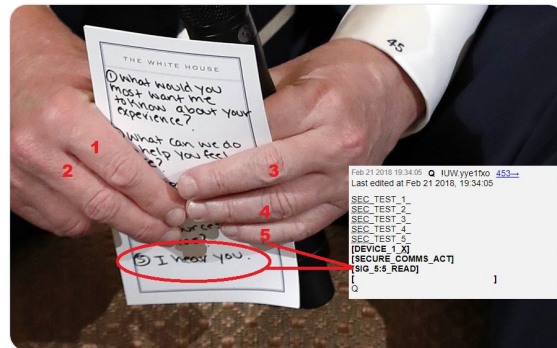 45
THE WHITE HOUSE
① What would you
most want me
to know about your
experience?
What can we do
help you feel
⑤ I hear you.
1
2
3
4
5
Feb 21 2018 19:34:05 Q !UW.yye1fxo 453→
Last edited at Feb 21 2018, 19:34:05
SEC_TEST_1_
SEC_TEST_2_
SEC_TEST_3_
SEC_TEST_4_
SEC_TEST_5_
[DEVICE_1_X]
[SECURE_COMMS_ACT]
[SIG_5:5_READ]
[ ]
Q